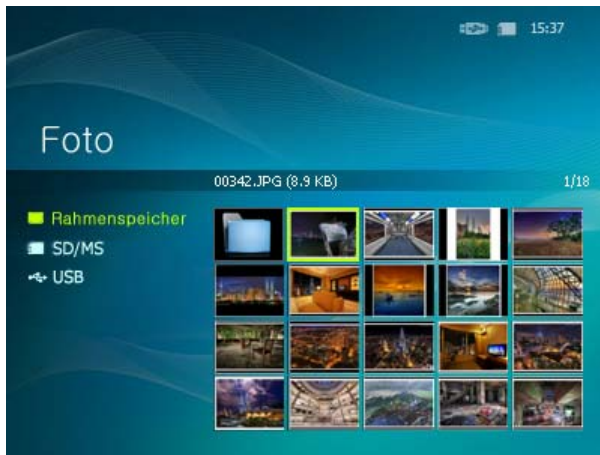 15:37
Foto
00342.JPG (8.9 KB) 1/18
Rahmenspeicher
SD/MS
USB